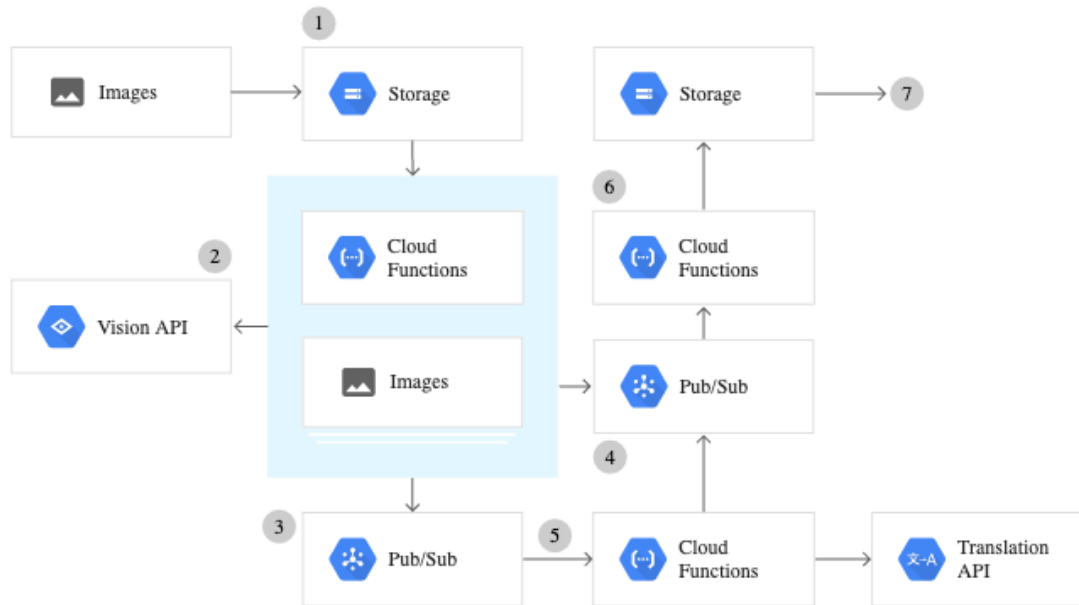 1
Images
Storage
Storage
7
6
Cloud
Functions
Cloud
Functions
2
Vision API
Images
Pub/Sub
4
3
Pub/Sub
5
Cloud
Functions
文→A
Translation
API